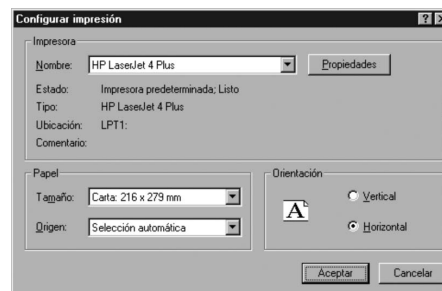 Configurar impresión
Impresora
Nombre: HP LaserJet 4 Plus Propiedades
Estado: Impresora predeterminada; Listo
Tipo: HP LaserJet 4 Plus
Ubicación: LPT1:
Comentario:
Papel
Tamaño: Carta: 216 x 279 mm
Origen: Selección automática
Orientación
A
Vertical
Horizontal
Aceptar Cancelar